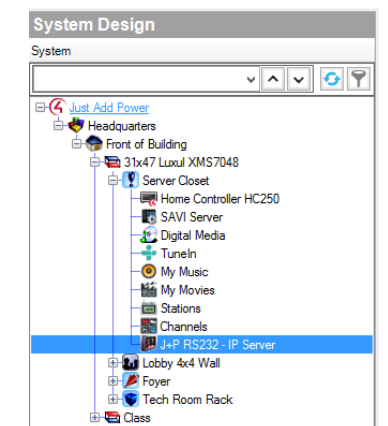 System Design
System
Just Add Power
Headquarters
Front of Building
31x47 Luxul XMS7048
Server Closet
Home Controller HC250
SAVI Server
Digital Media
TuneIn
My Music
My Movies
Stations
Channels
J+P RS232 - IP Server
Lobby 4x4 Wall
Foyer
Tech Room Rack
Class